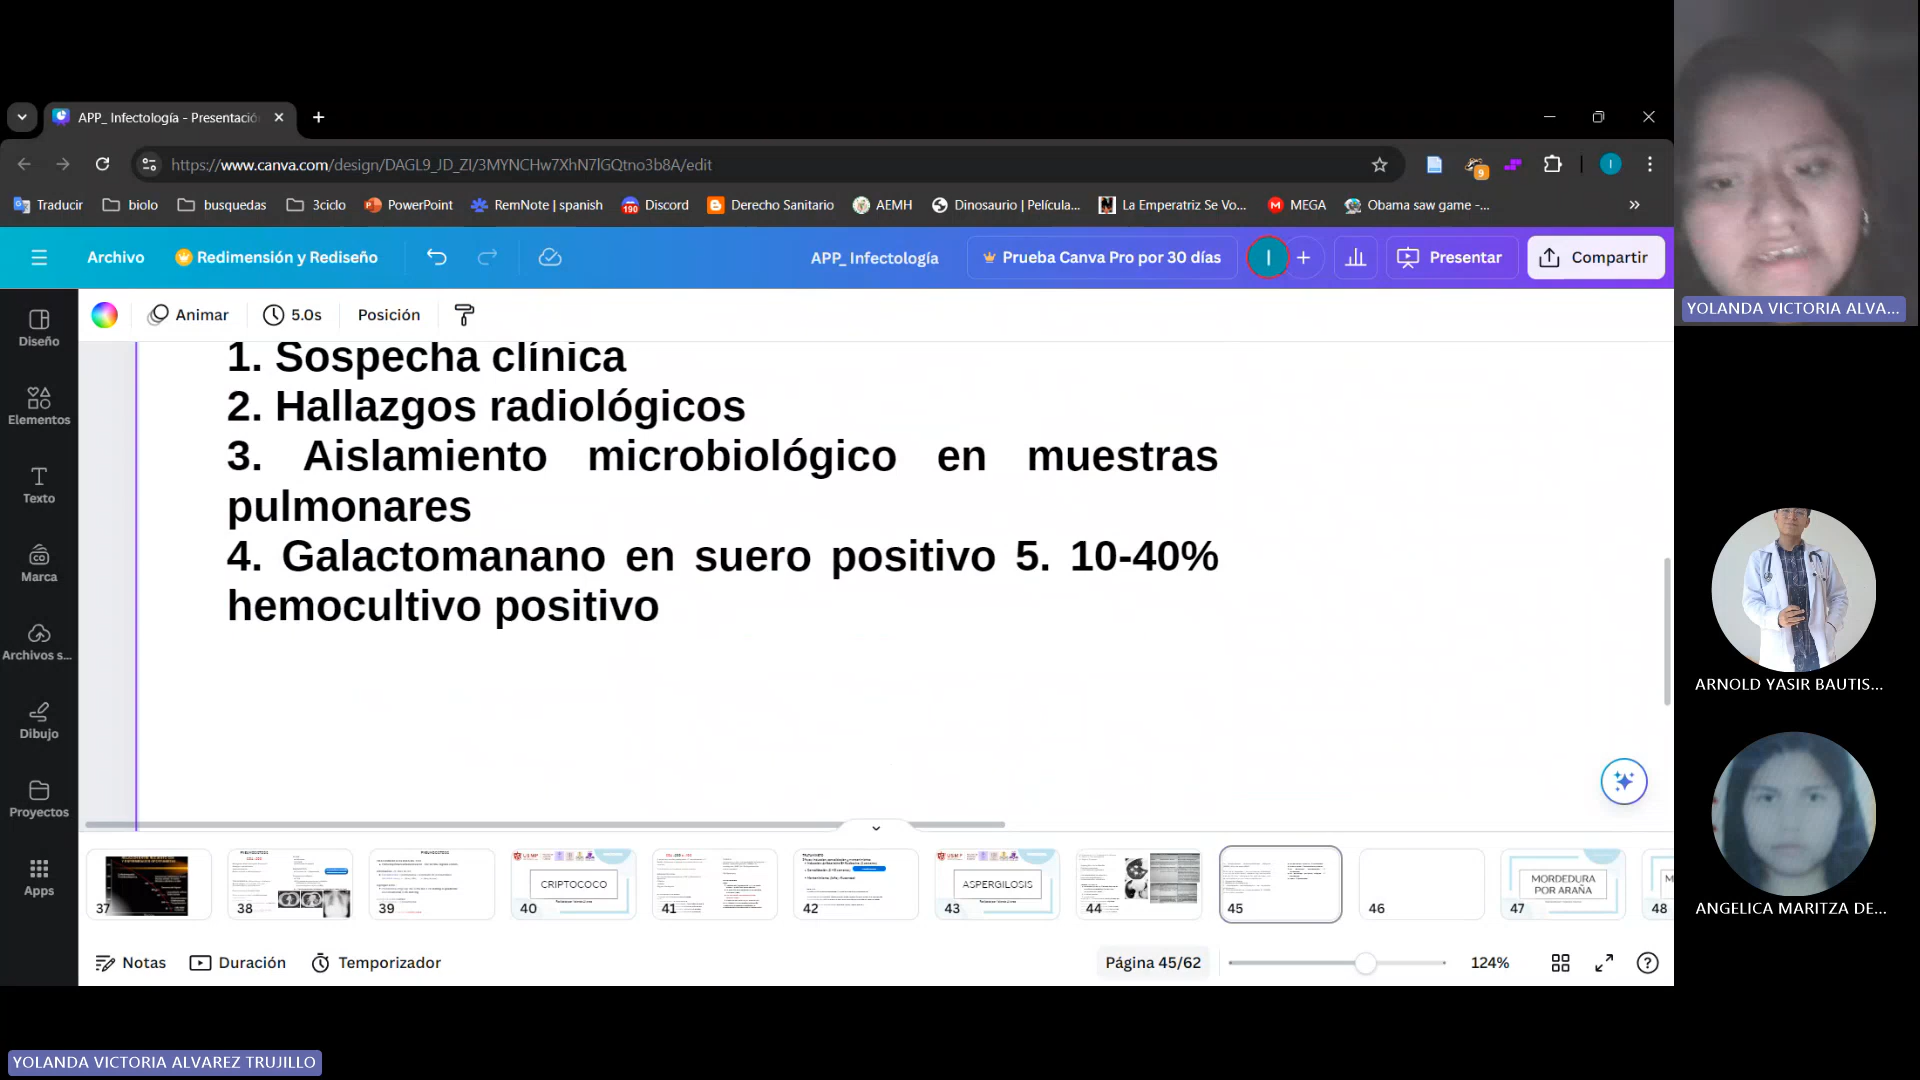 APP_ Infectología - Presentació
https://www.canva.com/design/DAGL9_JD_ZI/3MYNCHw7XhN7lGQtno3b8A/edit
9
I
Traducir
biolo
busquedas
3ciclo
PowerPoint
RemNote | spanish
190
Discord
Derecho Sanitario
AEMH
Dinosaurio | Película...
La Emperatriz Se Vo...
MEGA
Obama saw game -...
Archivo
Redimensión y Rediseño
APP_ Infectología
Prueba Canva Pro por 30 días
I
Presentar
Compartir
YOLANDA VICTORIA ALVA...
Diseño
Elementos
Texto
Marca
Archivos s...
Dibujo
Proyectos
Apps
Animar
5.0s
Posición
1. Sospecha clínica
2. Hallazgos radiológicos
3. Aislamiento microbiológico en muestras
pulmonares
4. Galactomanano en suero positivo 5. 10-40%
hemocultivo positivo
ARNOLD YASIR BAUTIS...
ANGELICA MARITZA DE...
37
38
39
CRIPTOCOCO
40
41
42
ASPERGILOSIS
43
44
45
46
MORDEDURA
POR ARAÑA
47
48
Notas
Duración
Temporizador
Página 45/62
124%
YOLANDA VICTORIA ALVAREZ TRUJILLO